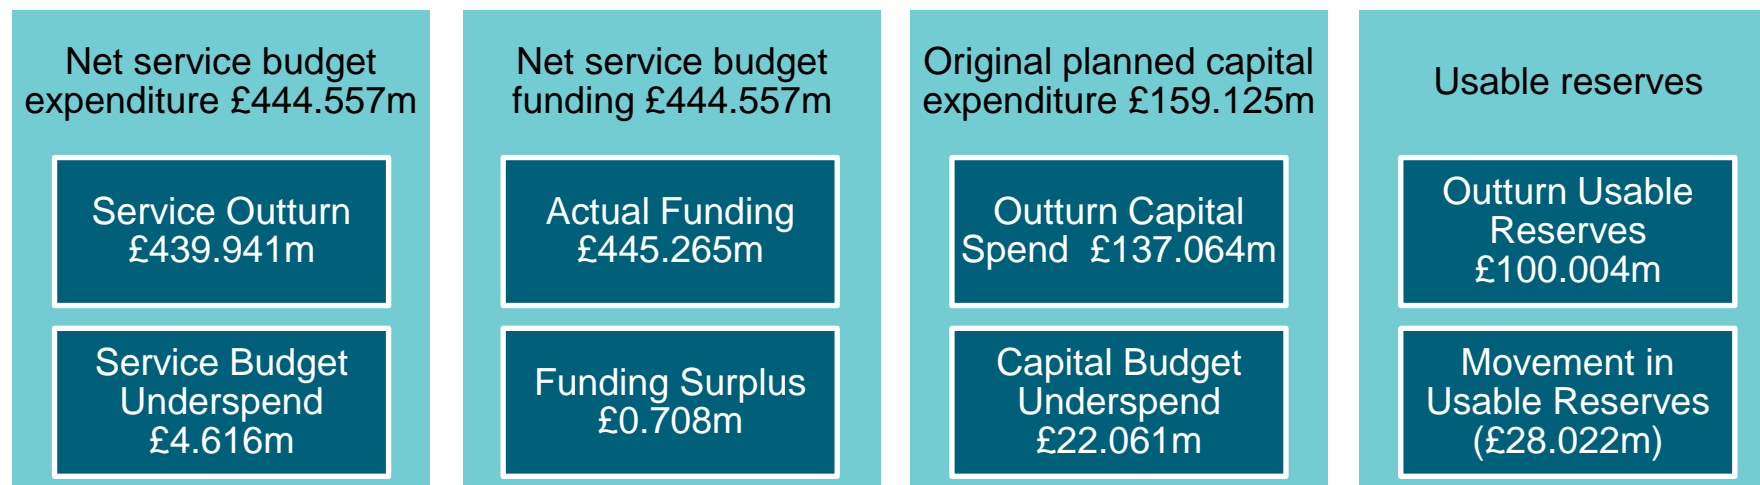 Net service budget
expenditure £444.557m
Service Outturn
£439.941m
Service Budget
Underspend
£4.616m
Net service budget
funding £444.557m
Actual Funding
£445.265m
Funding Surplus
£0.708m
Original planned capital
expenditure £159.125m
Outturn Capital
Spend  £137.064m
Capital Budget
Underspend
£22.061m
Usable reserves
Outturn Usable
Reserves
£100.004m
Movement in
Usable Reserves
(£28.022m)